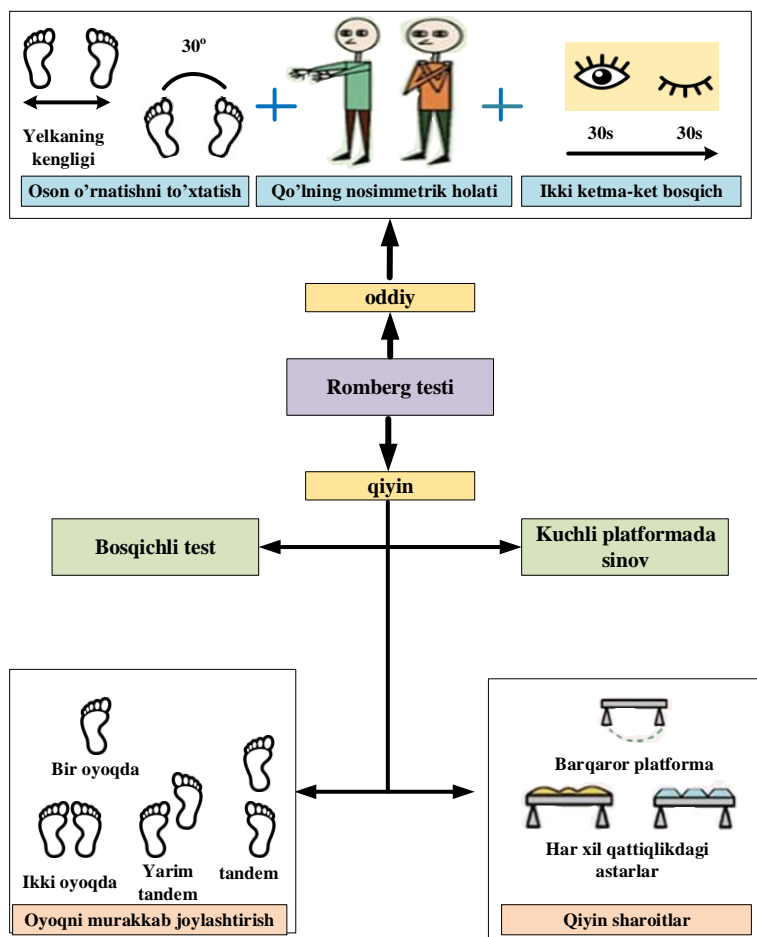 30º
Yelkaning
kengligi
30s 30s
Oson o’rnatishni to’xtatish
Qo’lning nosimmetrik holati
Ikki ketma-ket bosqich
oddiy
Romberg testi
qiyin
Bosqichli test
Kuchli platformada
sinov
Bir oyoqda
Ikki oyoqda
Yarim
tandem
tandem
Oyoqni murakkab joylashtirish
Barqaror platforma
Har xil qattiqlikdagi
astarlar
Qiyin sharoitlar